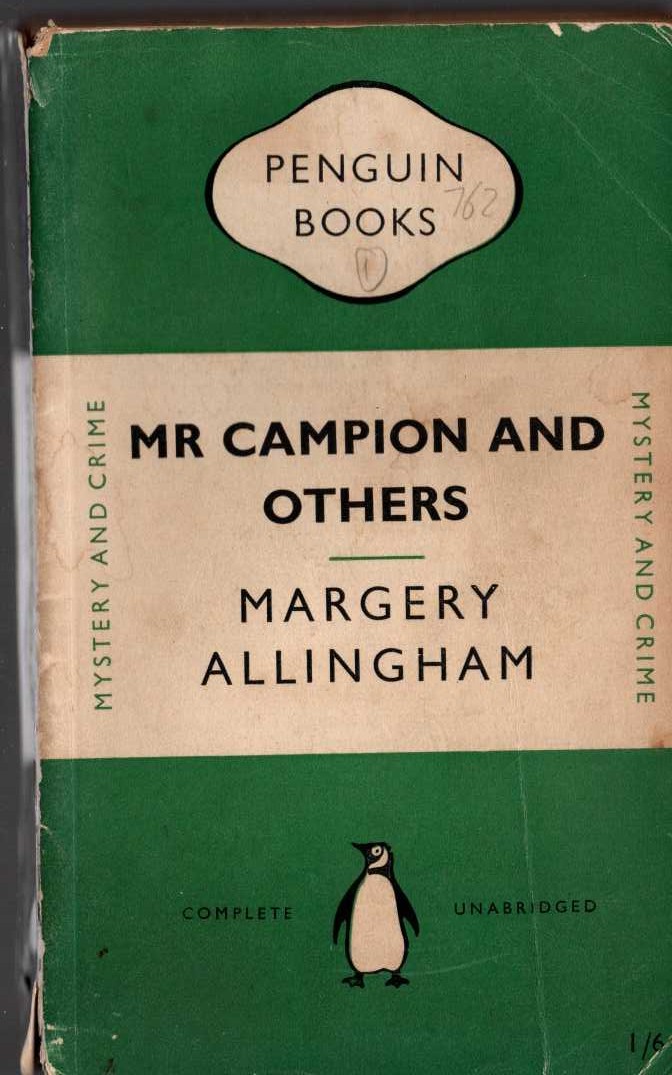 PENGUIN
BOOKS
762
1
MYSTERY AND CRIME
MR CAMPION AND
OTHERS
MARGERY
ALLINGHAM
MYSTERY AND CRIME
COMPLETE
UNABRIDGED
1/6